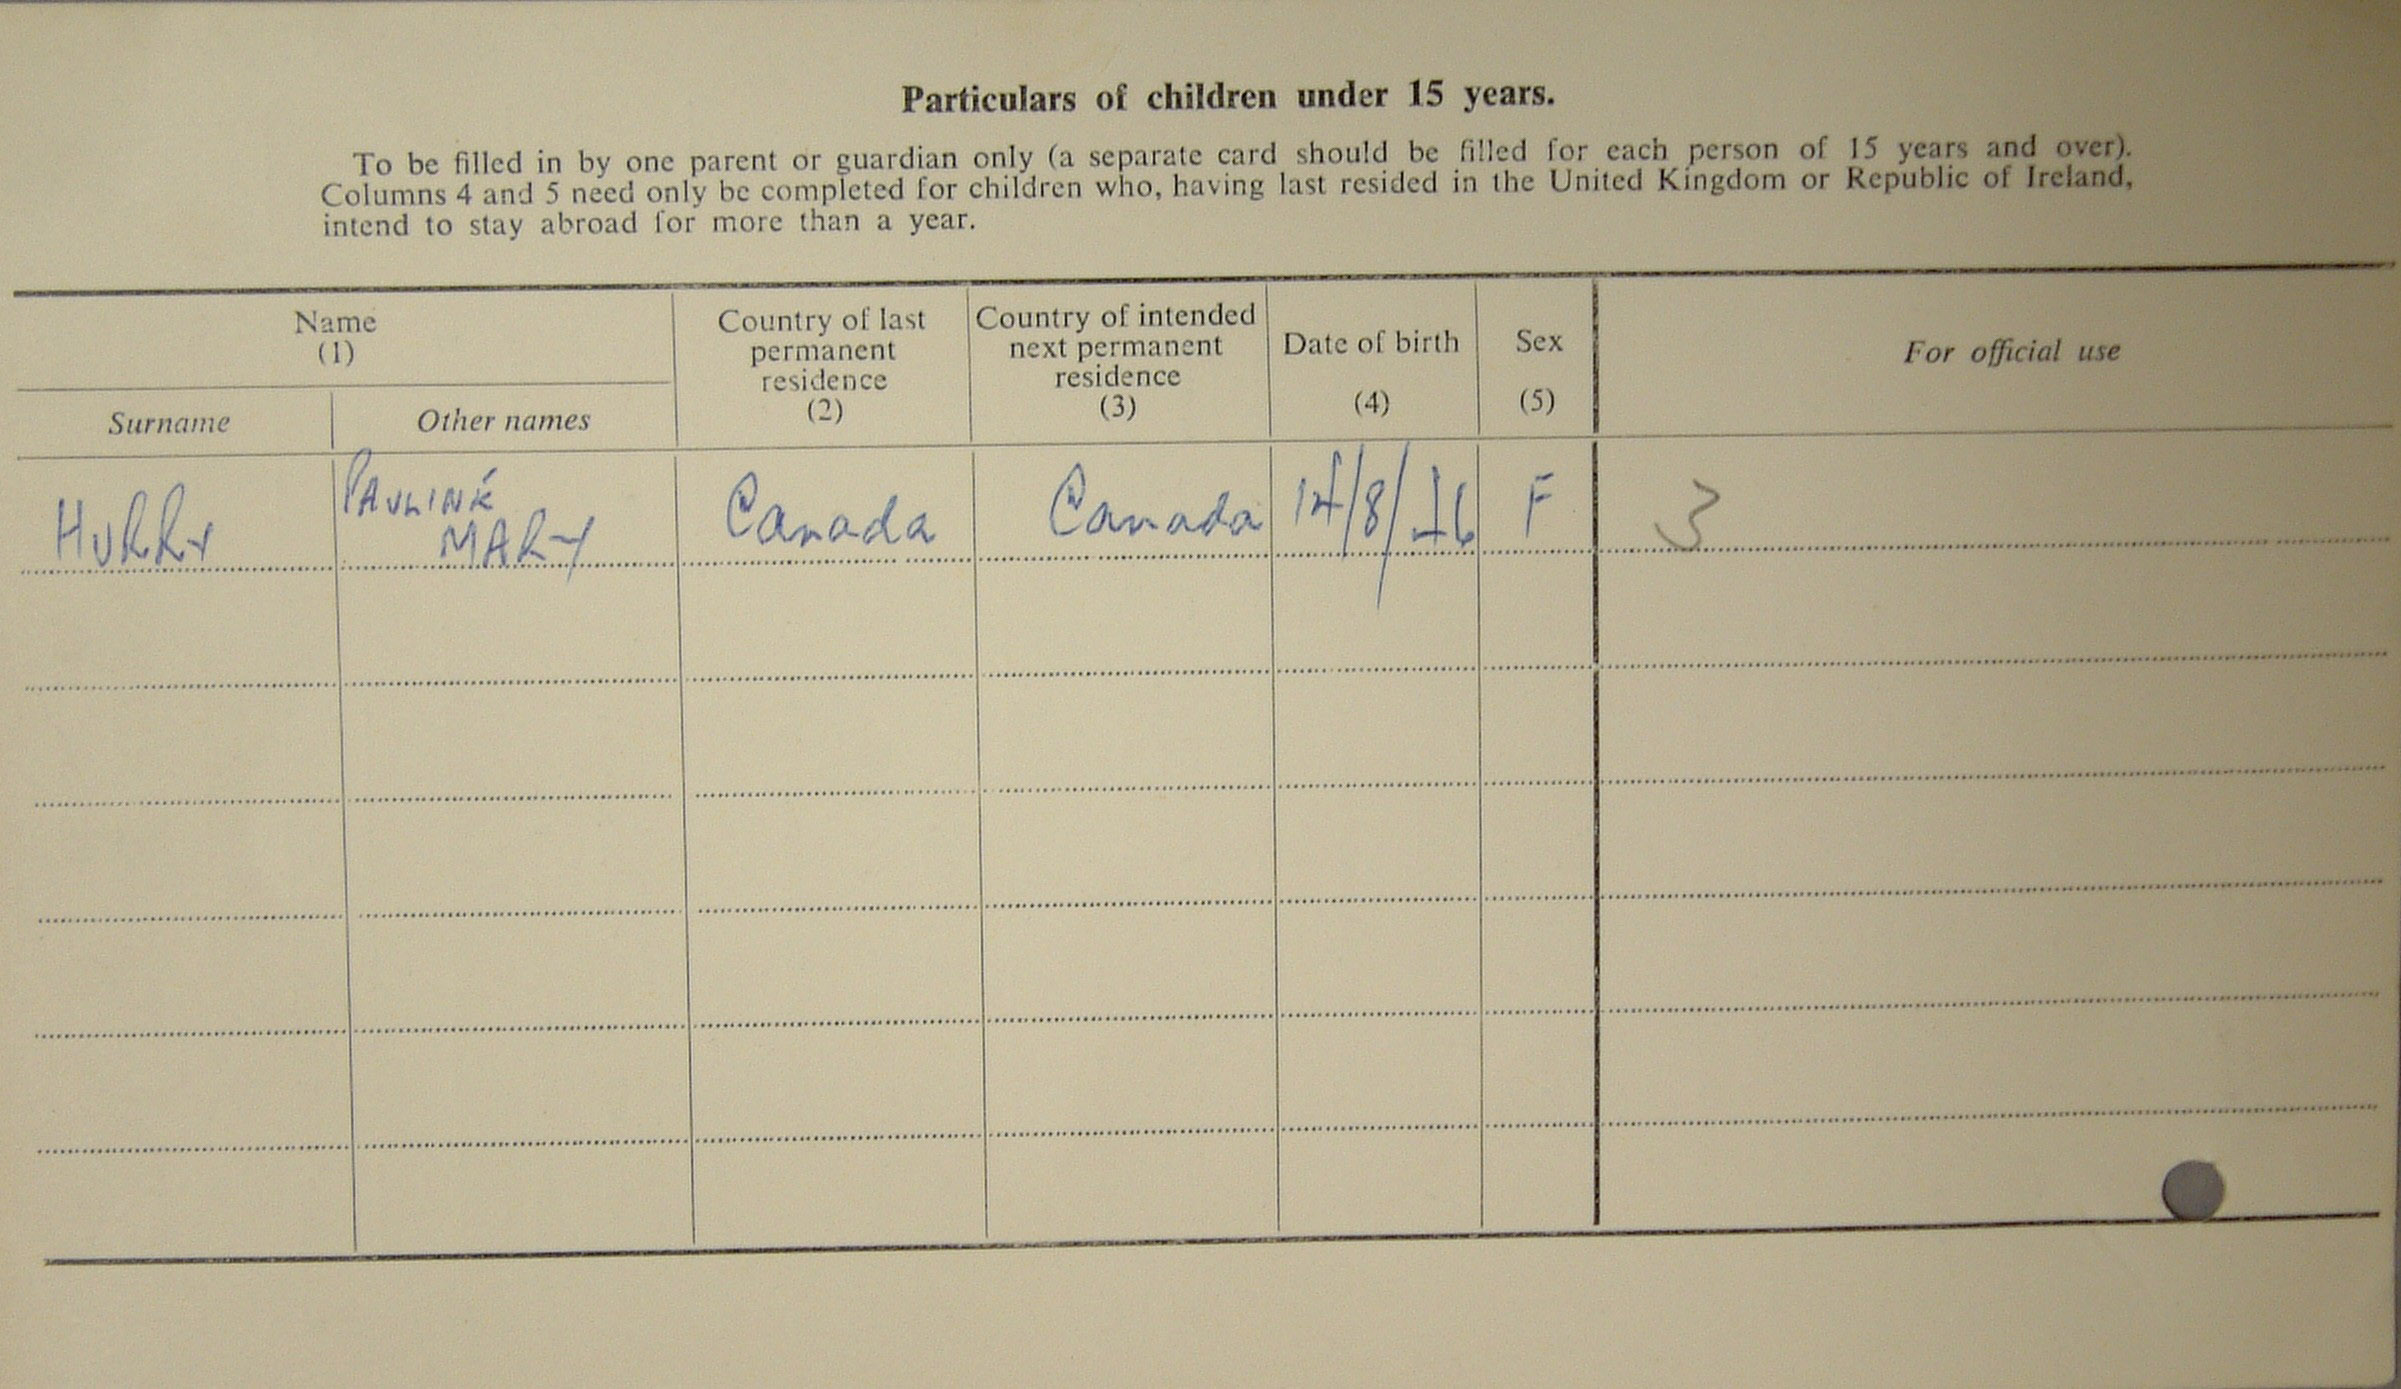 Particulars of children under 15 years.
To be filled in by one parent or guardian only (a separate card should be filled for each person of 15 years and over).
Columns 4 and 5 need only be completed for children who, having last resided in the United Kingdom or Republic of Ireland,
intend to stay abroad for more than a year.
Name
(1)
Surname
Other names
Country of last
permanent
residence
(2)
Country of intended
next permanent
residence
(3)
Date of birth
(4)
Sex
(5)
For official use
HURRY
PAULINE
MARY
Canada
Canada
14/8/56
F
3